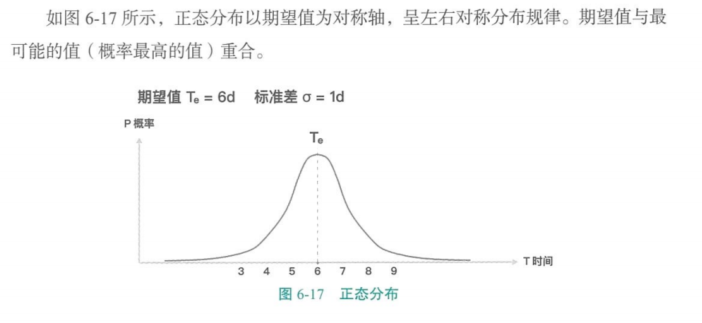 如图 6-17 所示，正态分布以期望值为对称轴，呈左右对称分布规律。期望值与最
可能的值（概率最高的值）重合。
期望值 Te = 6d 标准差 σ = 1d
P 概率
Te
3 4 5 6 7 8 9
T 时间
图 6-17 正态分布